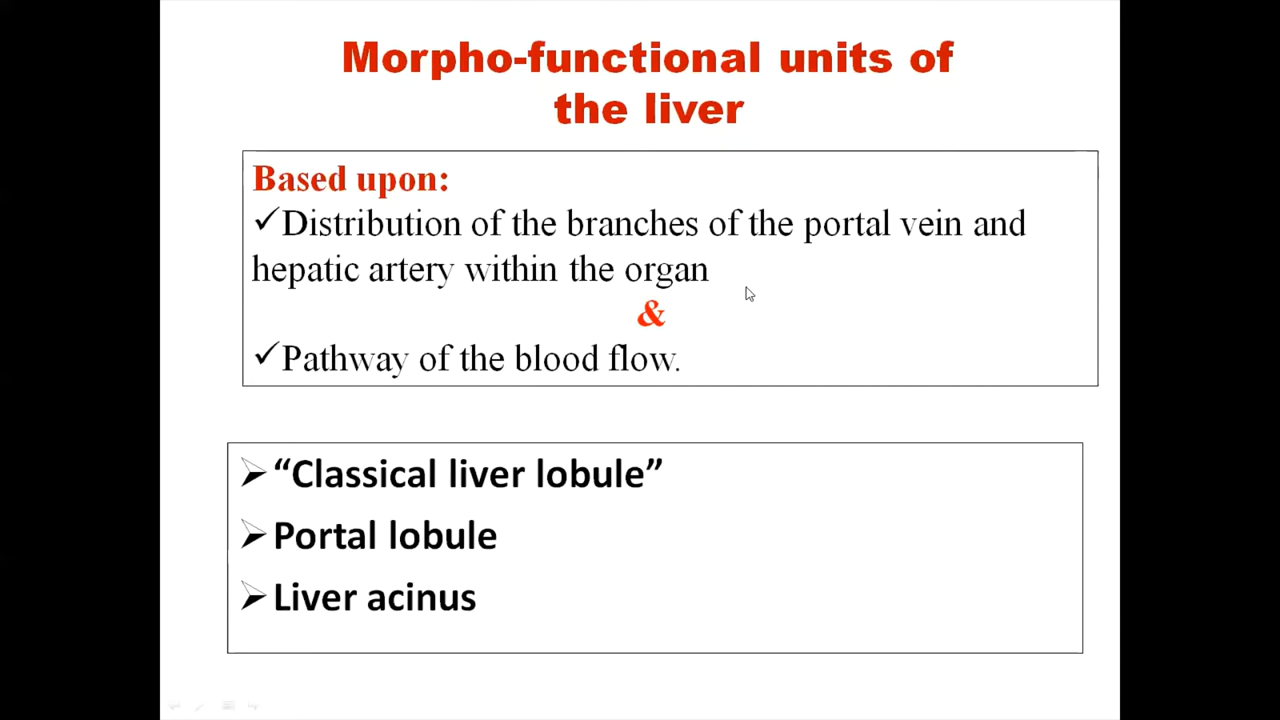 Morpho-functional units of
the liver
Based upon:
✓Distribution of the branches of the portal vein and
hepatic artery within the organ
&
✓Pathway of the blood flow.
➢“Classical liver lobule”
➢Portal lobule
➢Liver acinus